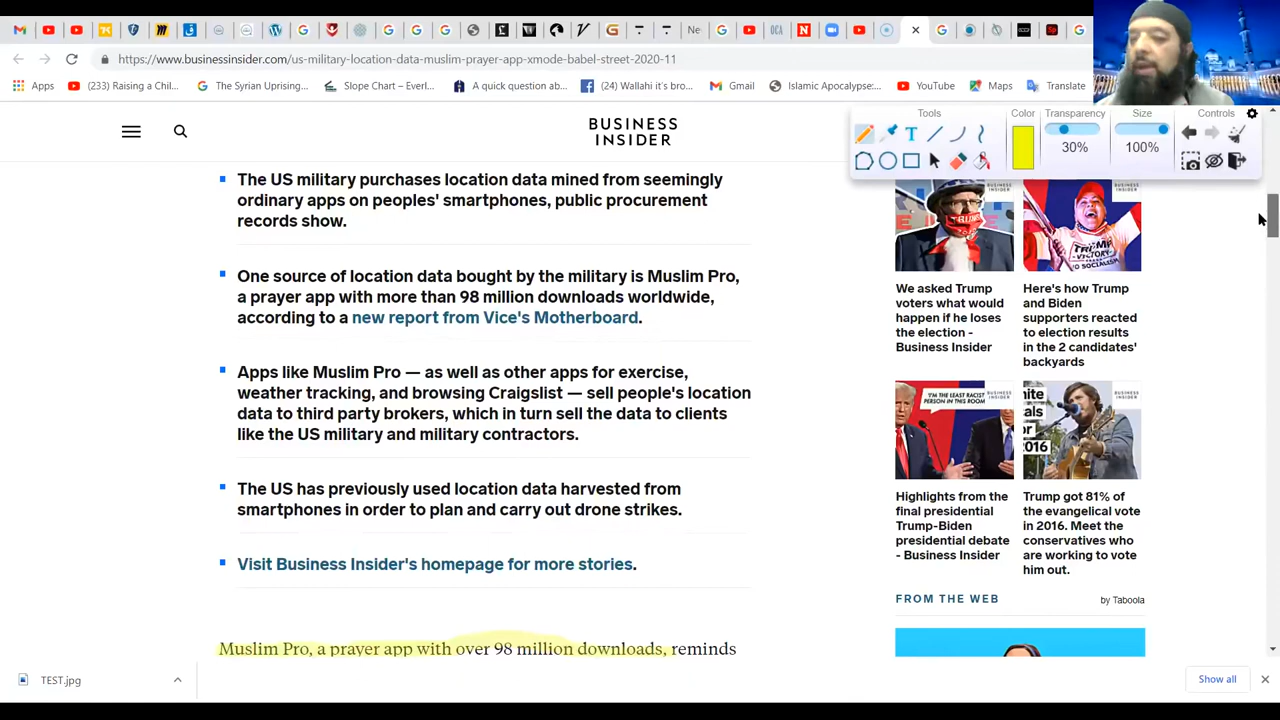 https://www.businessinsider.com/us-military-location-data-muslim-prayer-app-xmode-babel-street-2020-11
Apps
(233) Raising a Chil...
The Syrian Uprising...
Slope Chart – Everl...
A quick question ab...
(24) Wallahi it's bro...
Gmail
Islamic Apocalypse:...
YouTube
Maps
Translate
Tools
Color
Transparency
Size
Controls
30%
100%
BUSINESS
INSIDER
The US military purchases location data mined from seemingly
ordinary apps on peoples' smartphones, public procurement
records show.
One source of location data bought by the military is Muslim Pro,
a prayer app with more than 98 million downloads worldwide,
according to a new report from Vice's Motherboard.
Apps like Muslim Pro — as well as other apps for exercise,
weather tracking, and browsing Craigslist — sell people's location
data to third party brokers, which in turn sell the data to clients
like the US military and military contractors.
The US has previously used location data harvested from
smartphones in order to plan and carry out drone strikes.
Visit Business Insider's homepage for more stories.
Muslim Pro, a prayer app with over 98 million downloads, reminds
We asked Trump
voters what would
happen if he loses
the election -
Business Insider
Here's how Trump
and Biden
supporters reacted
to election results
in the 2 candidates'
backyards
"I'M THE LEAST RACIST
PERSON IN THIS ROOM"
Highlights from the
final presidential
Trump-Biden
presidential debate
- Business Insider
Trump got 81% of
the evangelical vote
in 2016. Meet the
conservatives who
are working to vote
him out.
FROM THE WEB
by Taboola
TEST.jpg
Show all